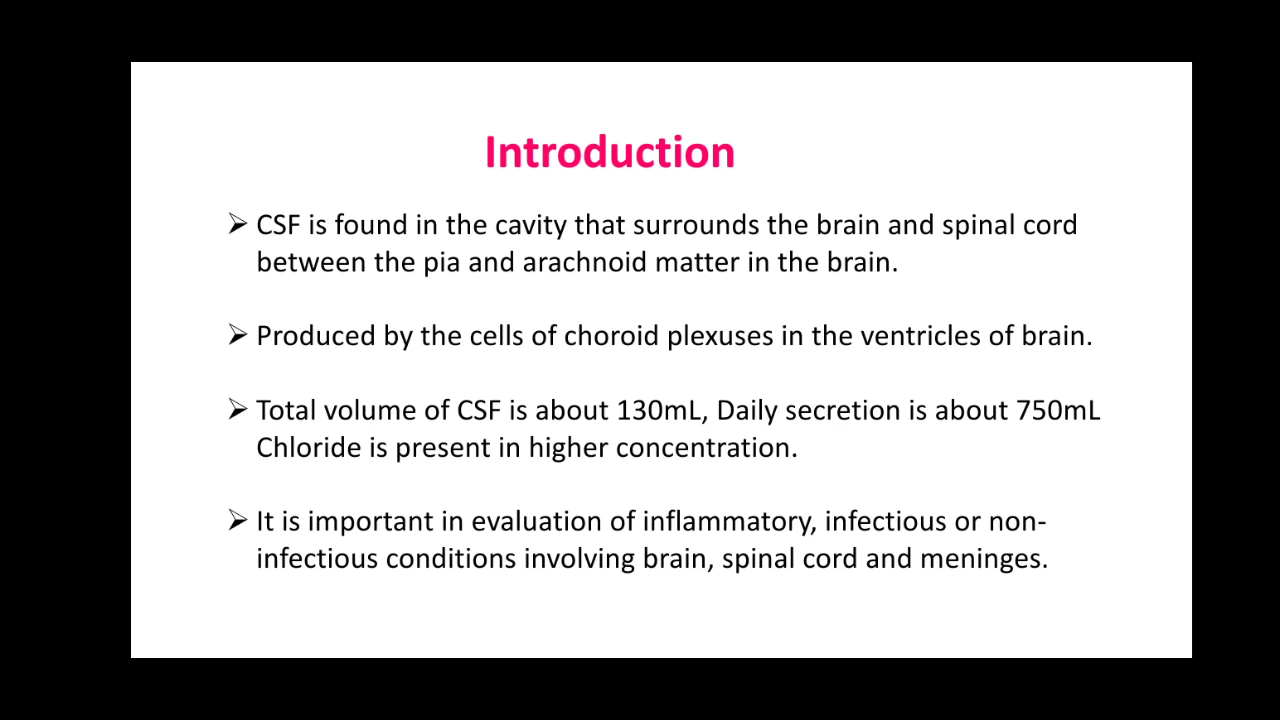 Introduction
➢ CSF is found in the cavity that surrounds the brain and spinal cord
between the pia and arachnoid matter in the brain.
➢ Produced by the cells of choroid plexuses in the ventricles of brain.
➢ Total volume of CSF is about 130mL, Daily secretion is about 750mL
Chloride is present in higher concentration.
➢ It is important in evaluation of inflammatory, infectious or non-
infectious conditions involving brain, spinal cord and meninges.